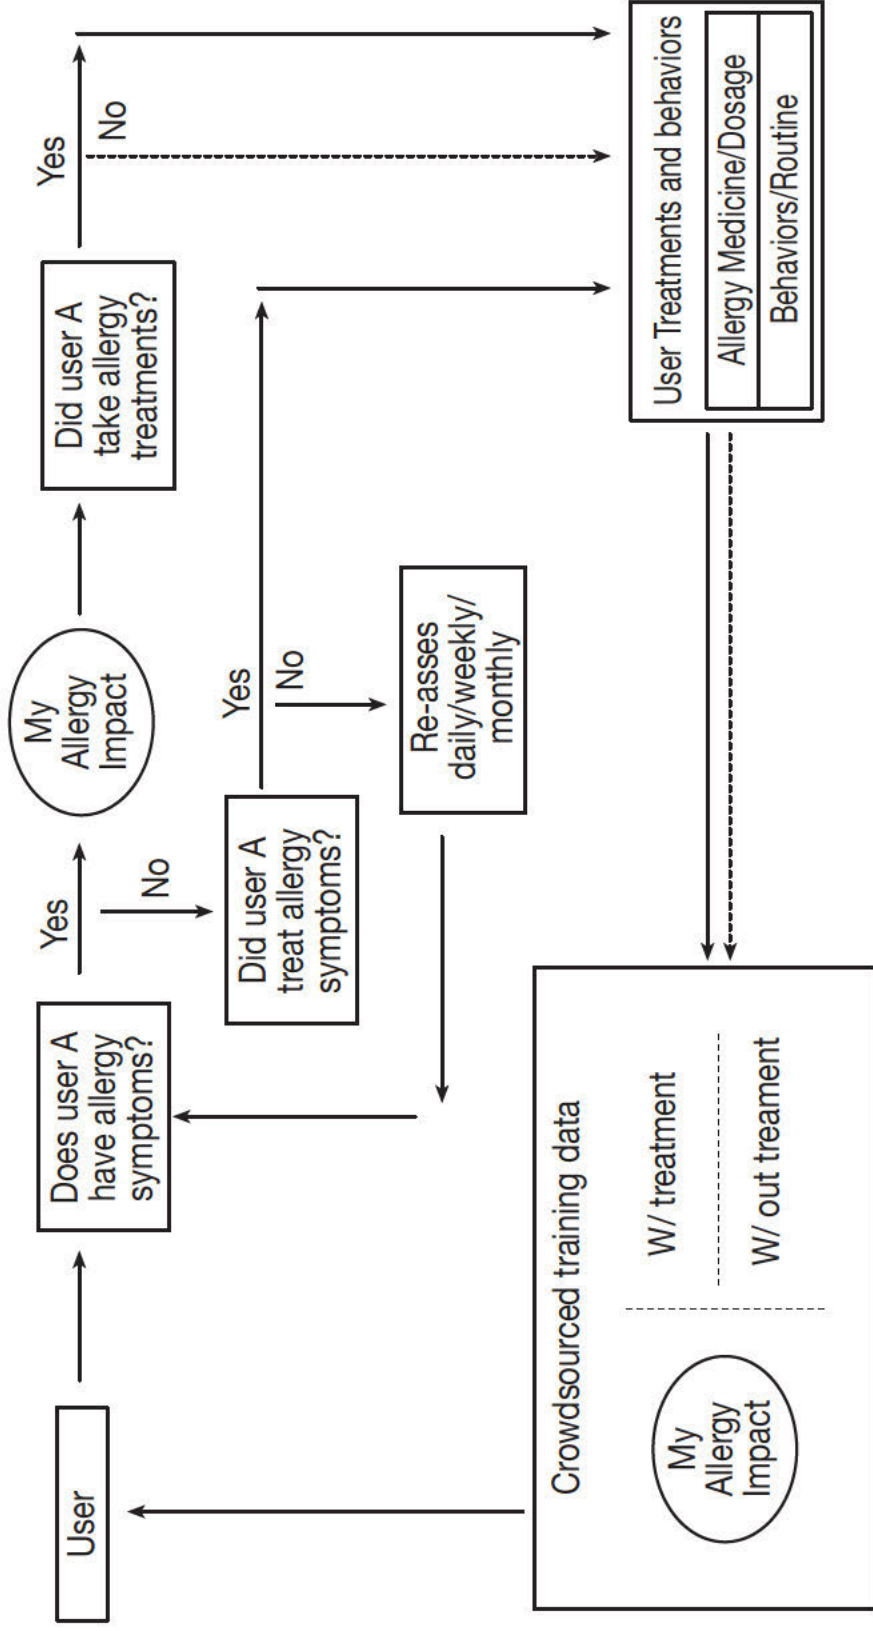 User
Does user A
have allergy
symptoms?
Yes
No
My
Allergy
Impact
Did user A
take allergy
treatments?
Yes
No
Did user A
treat allergy
symptoms?
Yes
No
Re-asses
daily/weekly/
monthly
User Treatments and behaviors
Allergy Medicine/Dosage
Behaviors/Routine
Crowdsourced training data
My
Allergy
Impact
W/ treatment
W/ out treament